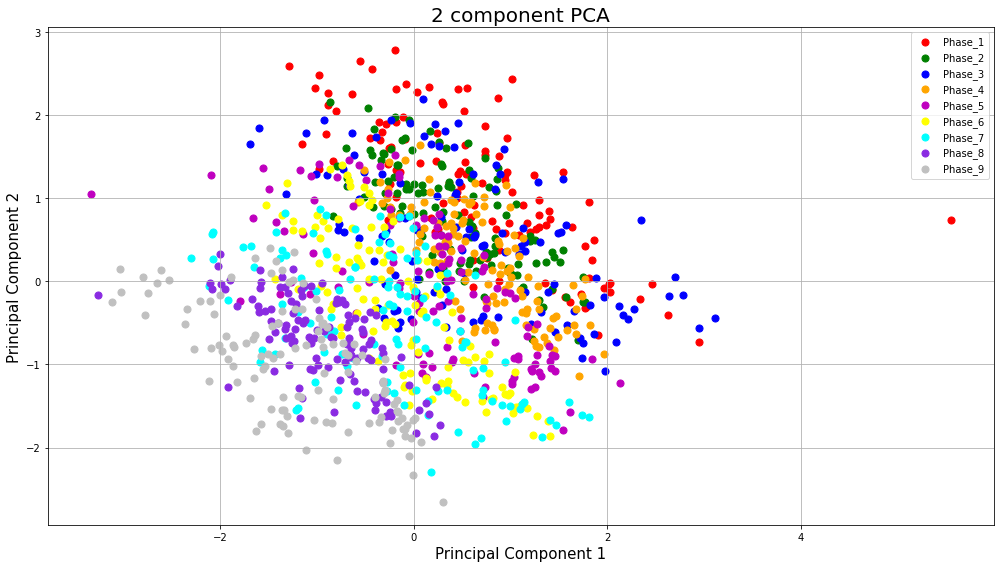 2 component PCA
Principal Component 2
3
2
1
0
−1
−2
Phase_1
Phase_2
Phase_3
Phase_4
Phase_5
Phase_6
Phase_7
Phase_8
Phase_9
−2
0
2
4
Principal Component 1